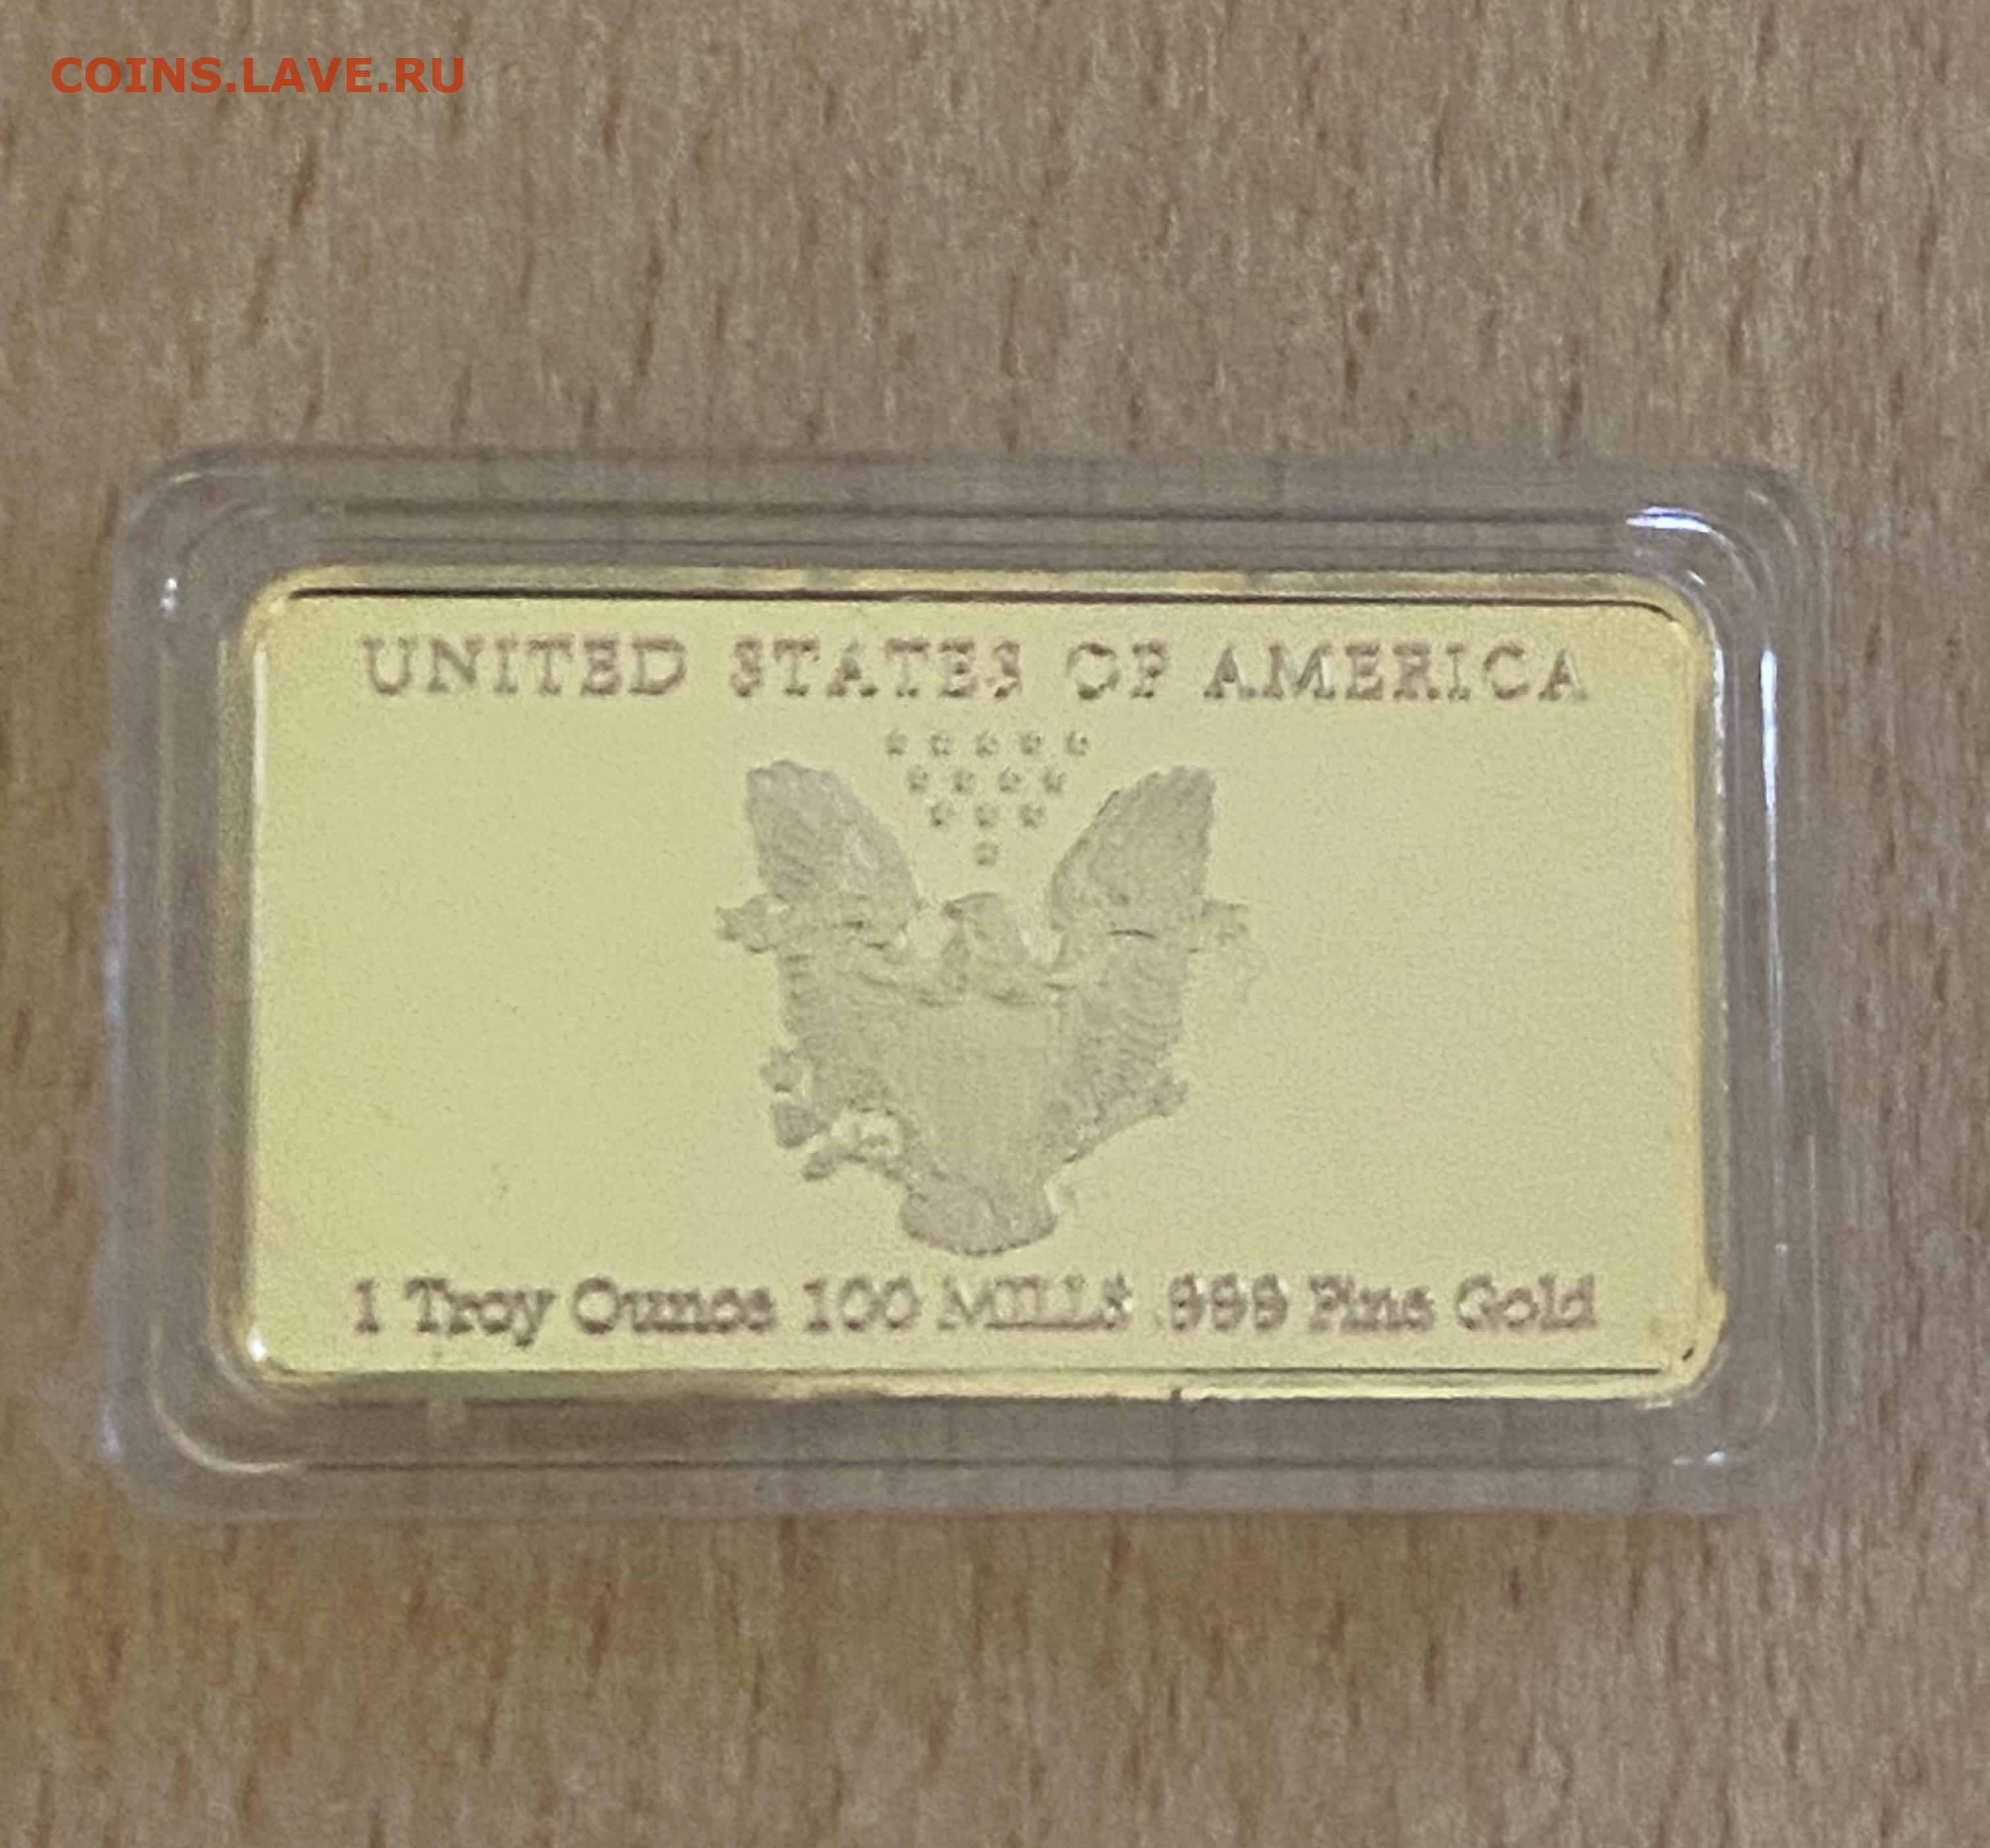 COINS.LAVE.RU
UNITED STATES OF AMERICA
1 Troy Ounce 100 MILLS .999 Fine Gold